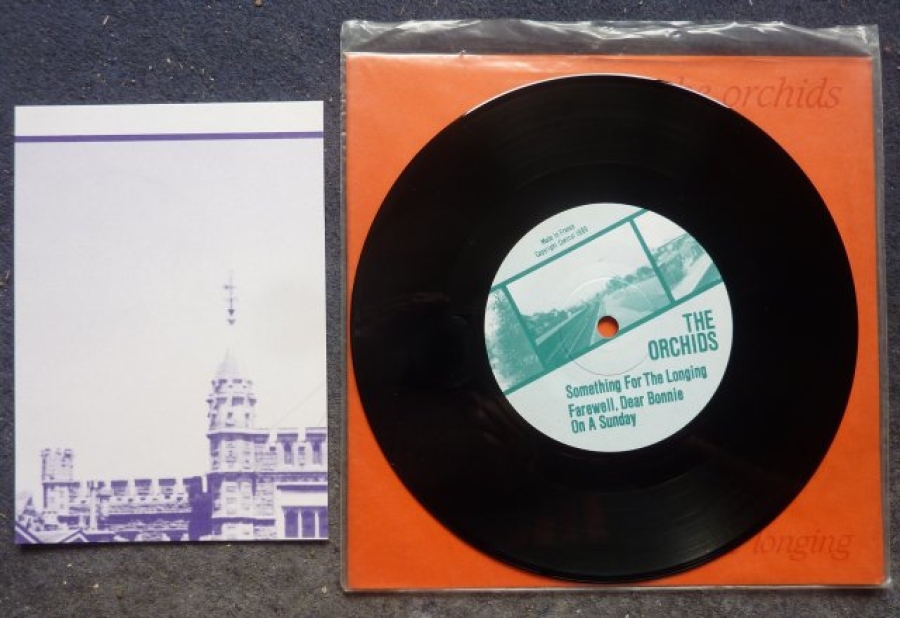 the orchids
Made In France
Copyright Control 1989
THE
ORCHIDS
Something For The Longing
Farewell, Dear Bonnie
On A Sunday
longing